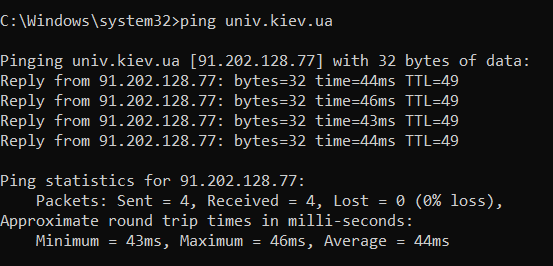 C:\Windows\system32>ping univ.kiev.ua
Pinging univ.kiev.ua [91.202.128.77] with 32 bytes of data:
Reply from 91.202.128.77: bytes=32 time=44ms TTL=49
Reply from 91.202.128.77: bytes=32 time=46ms TTL=49
Reply from 91.202.128.77: bytes=32 time=43ms TTL=49
Reply from 91.202.128.77: bytes=32 time=44ms TTL=49
Ping statistics for 91.202.128.77:
    Packets: Sent = 4, Received = 4, Lost = 0 (0% loss),
Approximate round trip times in milli-seconds:
    Minimum = 43ms, Maximum = 46ms, Average = 44ms